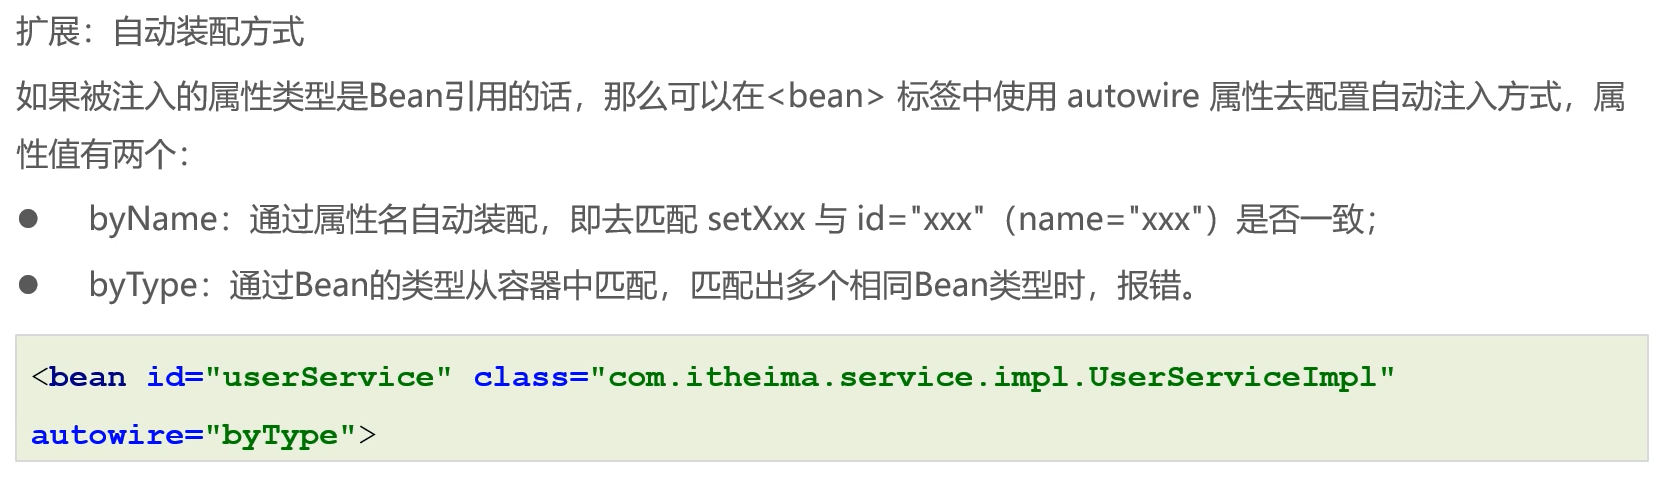 扩展：自动装配方式
如果被注入的属性类型是Bean引用的话，那么可以在<bean> 标签中使用 autowire 属性去配置自动注入方式，属
性值有两个：
● byName：通过属性名自动装配，即去匹配 setXxx 与 id="xxx"（name="xxx"）是否一致；
● byType：通过Bean的类型从容器中匹配，匹配出多个相同Bean类型时，报错。
<bean id="userService" class="com.itheima.service.impl.UserServiceImpl"
autowire="byType">